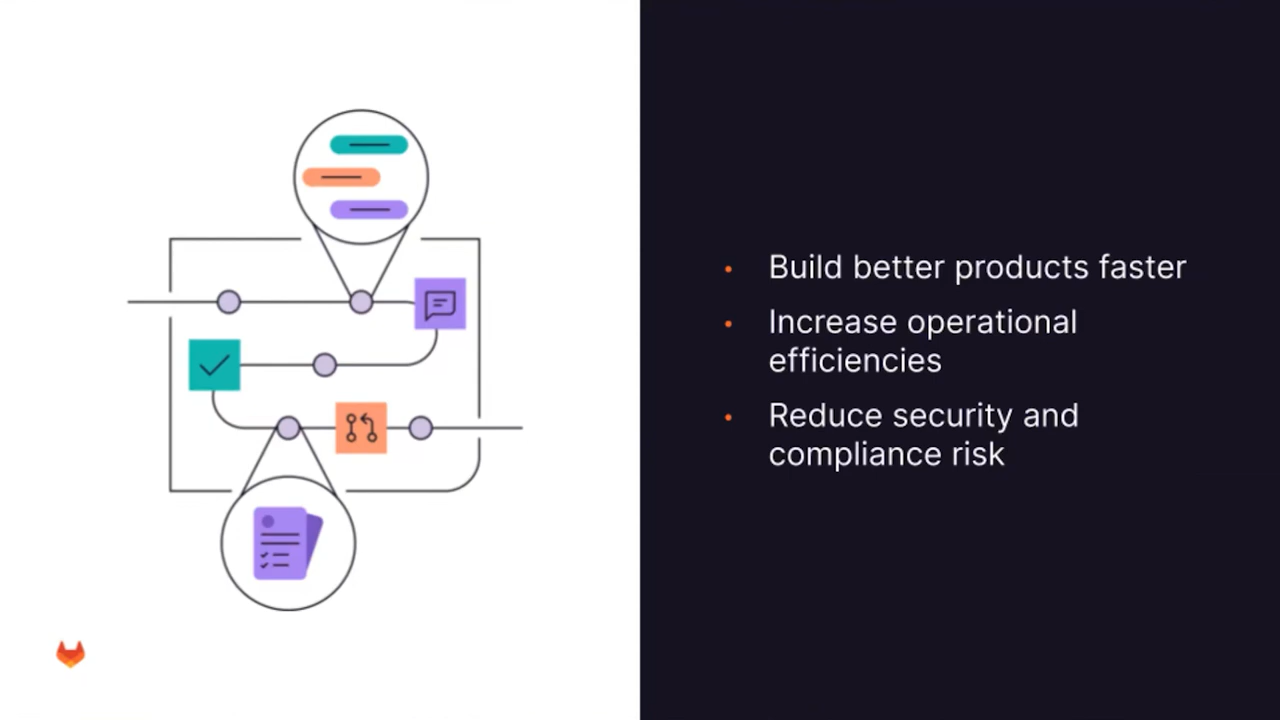 Build better products faster
Increase operational
efficiencies
Reduce security and
compliance risk